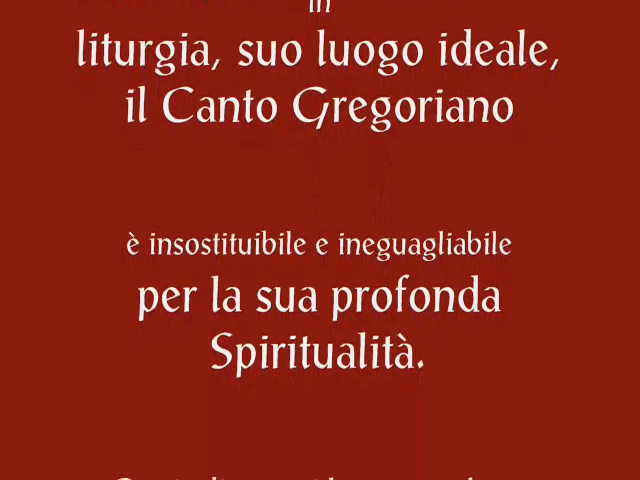 in
liturgia, suo luogo ideale,
il Canto Gregoriano
è insostituibile e ineguagliabile
per la sua profonda
Spiritualità.